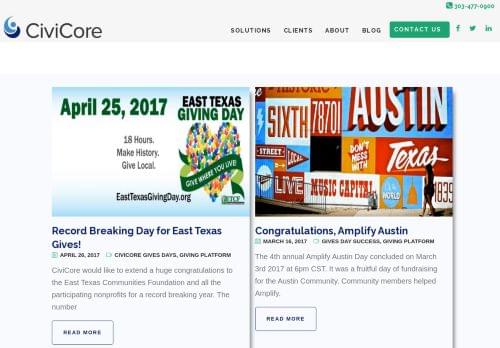 303-477-0900
CiviCore
SOLUTIONS CLIENTS ABOUT BLOG CONTACT US
April 25, 2017
18 Hours.
Make History.
Give Local.
EastTexasGivingDay.org
EAST TEXAS
GIVING DAY
GIVE WHERE YOU LIVE!
ETCF
AUSTIN
SIXTH
78701
STREET
LOCAL
DON'T
MESS
WITH
Texas
LIVE
MUSIC CAPITAL
OF THE
WORLD
1839
Record Breaking Day for East Texas
Gives!
APRIL 26, 2017 CIVICORE GIVES DAYS, GIVING PLATFORM
CiviCore would like to extend a huge congratulations to
the East Texas Communities Foundation and all the
participating nonprofits for a record breaking year. The
number
READ MORE
Congratulations, Amplify Austin
MARCH 16, 2017 GIVES DAY SUCCESS, GIVING PLATFORM
The 4th annual Amplify Austin Day concluded on March
3rd 2017 at 6pm CST. It was a fruitful day of fundraising
for the Austin Community. Community members helped
Amplify.
READ MORE